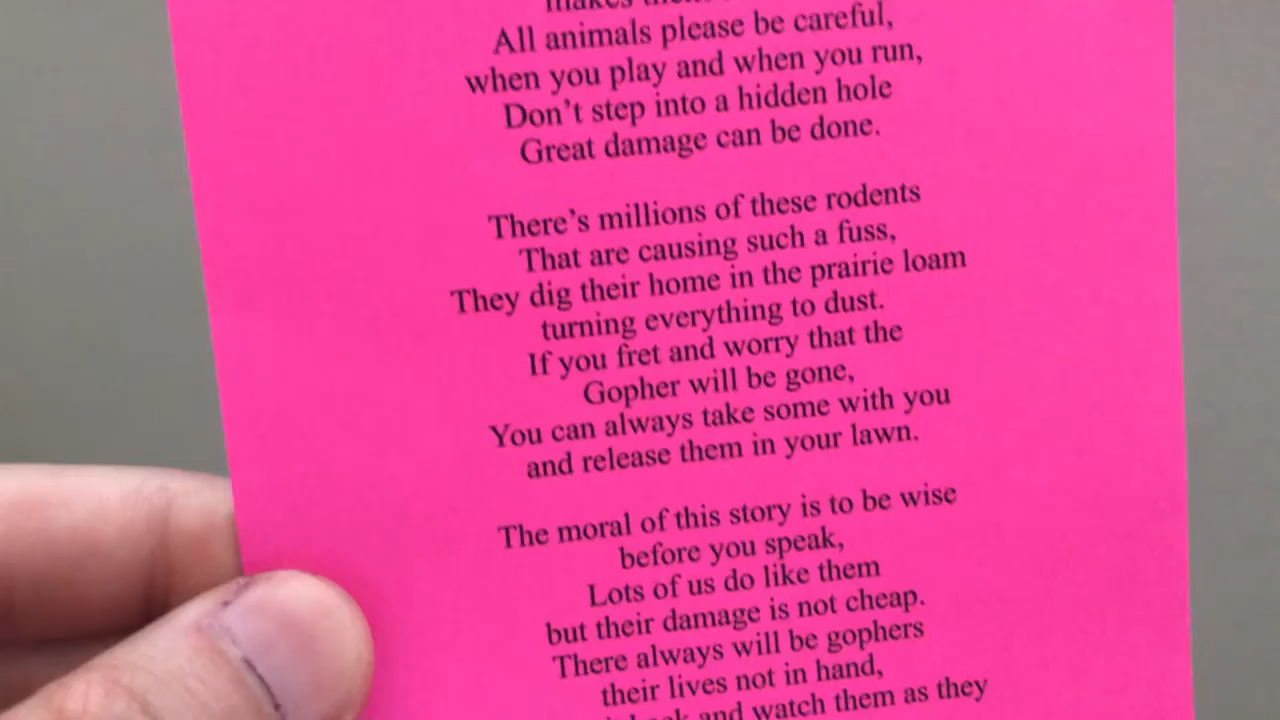 makes
All animals please be careful,
when you play and when you run,
Don't step into a hidden hole
Great damage can be done.
There's millions of these rodents
That are causing such a fuss,
They dig their home in the prairie loam
turning everything to dust.
If you fret and worry that the
Gopher will be gone,
You can always take some with you
and release them in your lawn.
The moral of this story is to be wise
before you speak,
Lots of us do like them
but their damage is not cheap.
There always will be gophers
their lives not in hand,
and watch them as they